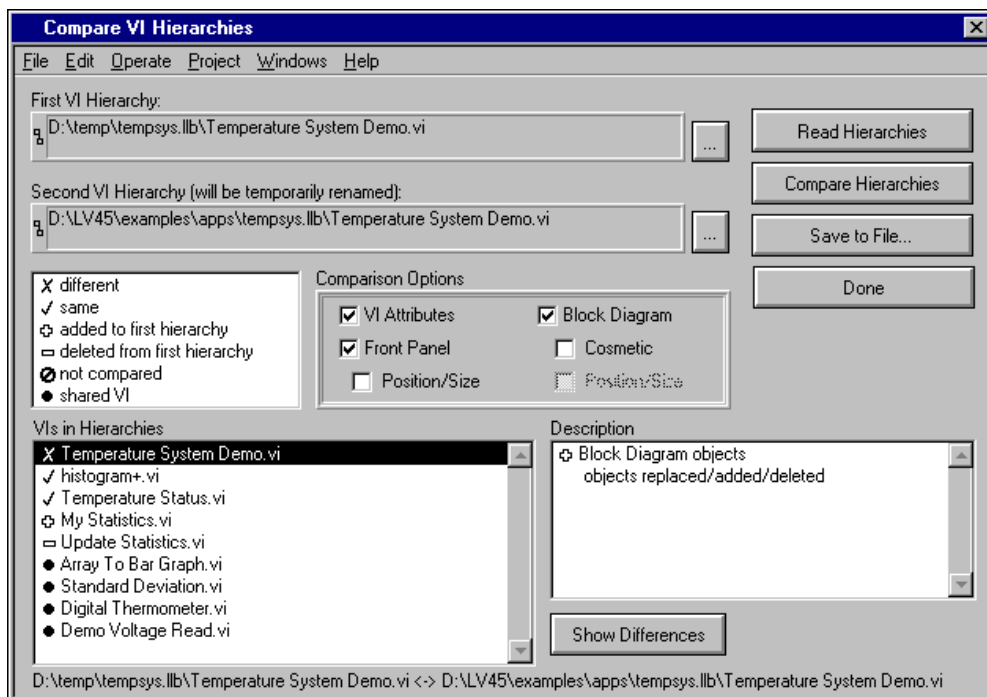 Compare VI Hierarchies
File Edit Operate Project Windows Help
First VI Hierarchy:
D:\temp\tempsys.llb\Temperature System Demo.vi
...
Read Hierarchies
Compare Hierarchies
Second VI Hierarchy (will be temporarily renamed):
D:\LV45\examples\apps\tempsys.llb\Temperature System Demo.vi
...
Save to File...
Done
different
same
added to first hierarchy
deleted from first hierarchy
not compared
shared VI
Comparison Options
VI Attributes
Block Diagram
Front Panel
Cosmetic
Position/Size
Position/Size
VIs in Hierarchies
Temperature System Demo.vi
histogram+.vi
Temperature Status.vi
My Statistics.vi
Update Statistics.vi
Array To Bar Graph.vi
Standard Deviation.vi
Digital Thermometer.vi
Demo Voltage Read.vi
Description
Block Diagram objects
objects replaced/added/deleted
Show Differences
D:\temp\tempsys.llb\Temperature System Demo.vi <-> D:\LV45\examples\apps\tempsys.llb\Temperature System Demo.vi